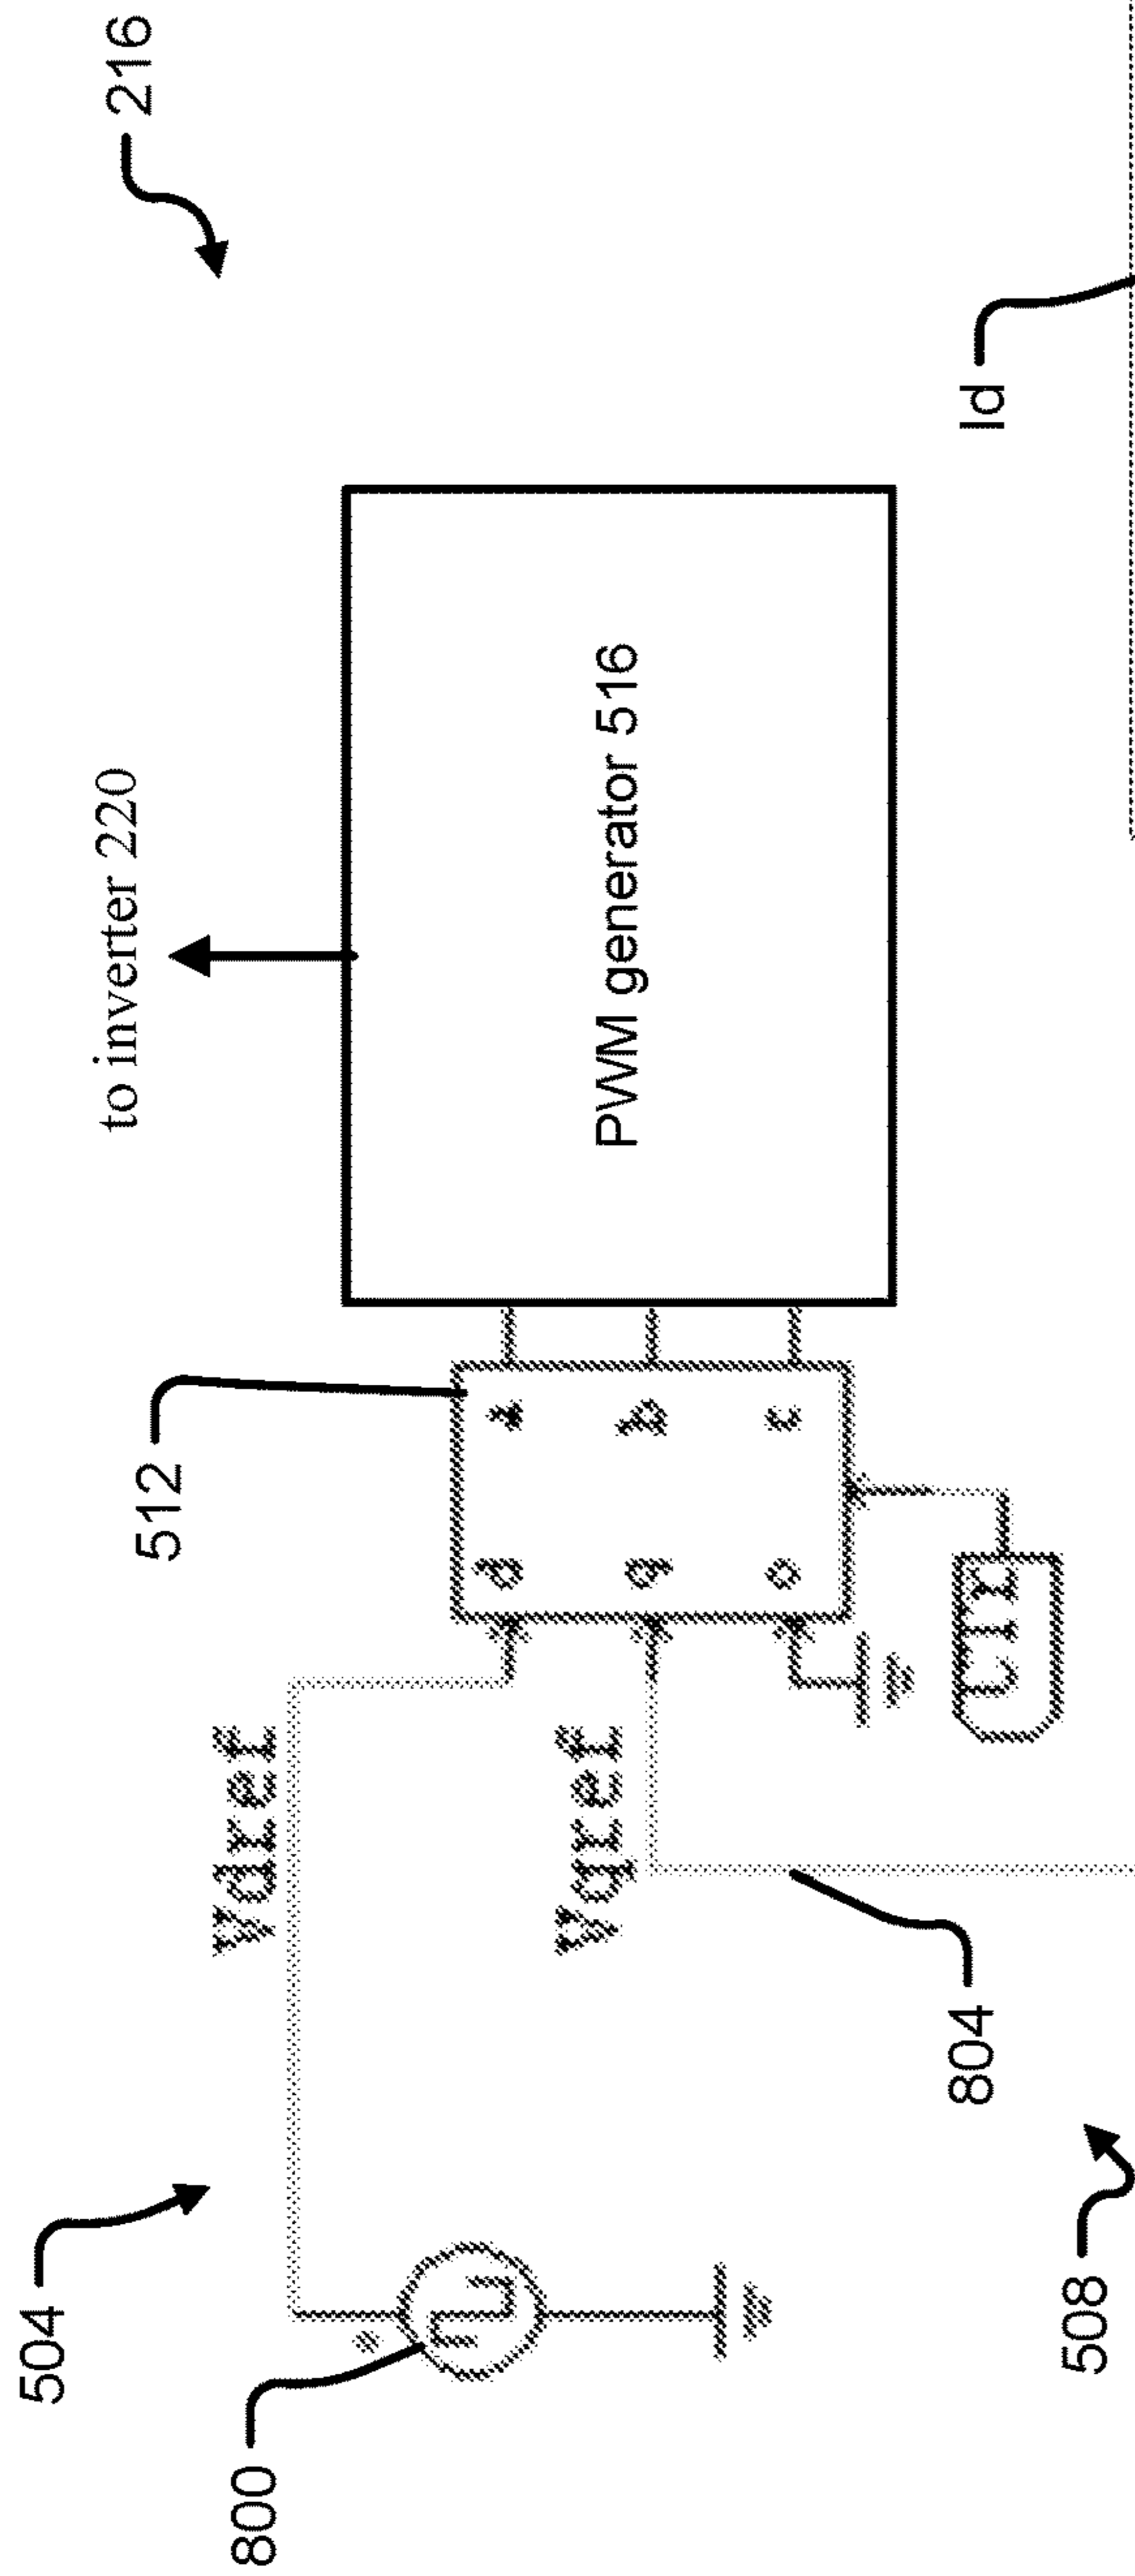 216
to inverter 220
Id
PWM generator 516
512
a
b
c
d
q
o
Vdref
Vqref
504
800
804
508